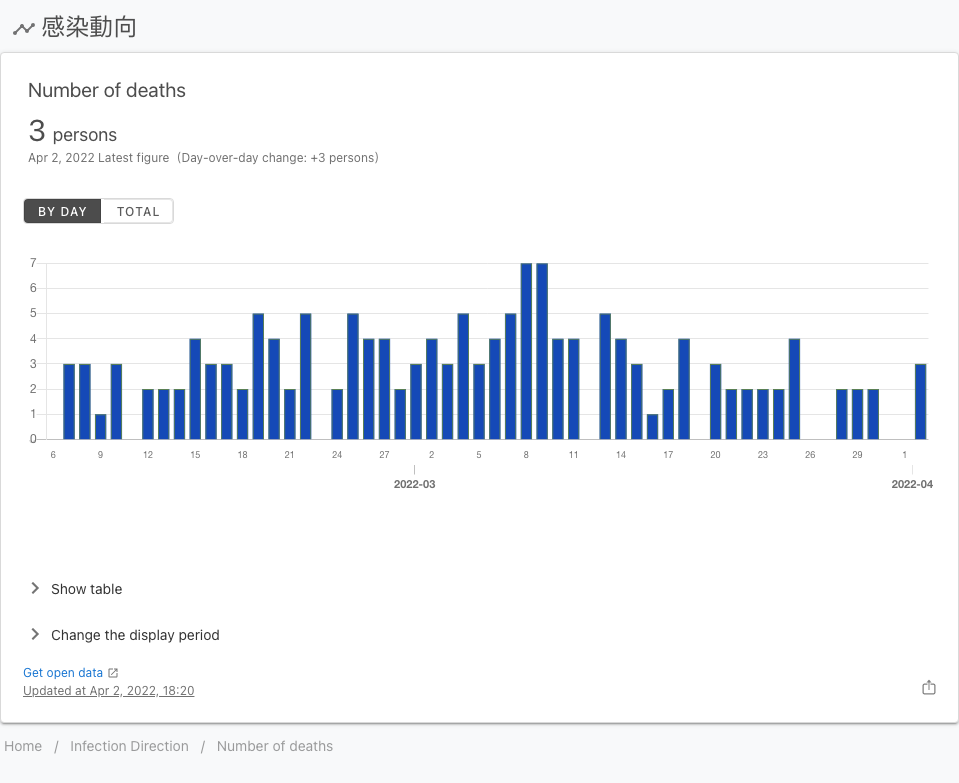 感染動向
Number of deaths
3 persons
Apr 2, 2022 Latest figure (Day-over-day change: +3 persons)
BY DAY TOTAL
7
6
5
4
3
2
1
0
6 9 12 15 18 21 24 27 2 5 8 11 14 17 20 23 26 29 1
2022-03 2022-04
Show table
Change the display period
Get open data
Updated at Apr 2, 2022, 18:20
Home / Infection Direction / Number of deaths